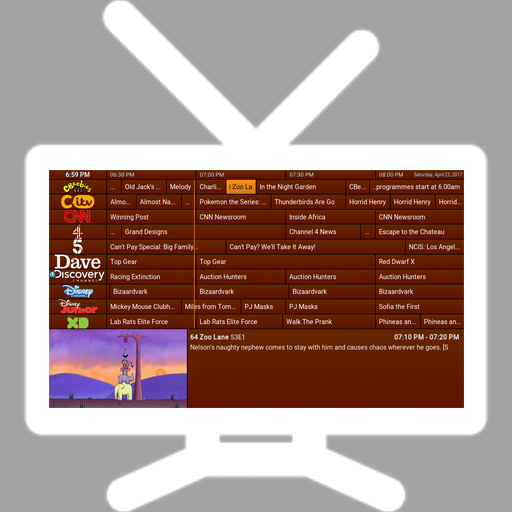 6:59 PM 06:30 PM 07:00 PM 07:30 PM 08:00 PM Saturday, April 22, 2017
Cbeebies BBC ... Old Jack's ... Melody Charli... i Zoo La In the Night Garden CBe... ..programmes start at 6.00am
citv Almo... Almost Na... ... Pokemon the Series: ... Thunderbirds Are Go Horrid Henry Horrid Henry Horrid...
CNN Winning Post CNN Newsroom Inside Africa CNN Newsroom
4 ... Grand Designs Channel 4 News ... Escape to the Chateau
5 Can't Pay Special: Big Family... Can't Pay? We'll Take It Away! NCIS: Los Angel...
Dave Top Gear Top Gear Red Dwarf X
Discovery CHANNEL Racing Extinction Auction Hunters Auction Hunters Auction Hunters
Disney CHANNEL Bizaardvark Bizaardvark Bizaardvark Bizaardvark
Disney JUNIOR Mickey Mouse Clubh... Miles from Tom... PJ Masks PJ Masks Sofia the First
XD Lab Rats Elite Force Lab Rats Elite Force Walk The Prank Phineas an... Phineas an...
64 Zoo Lane S3E1 07:10 PM - 07:20 PM
Nelson's naughty nephew comes to stay with him and causes chaos wherever he goes. [S